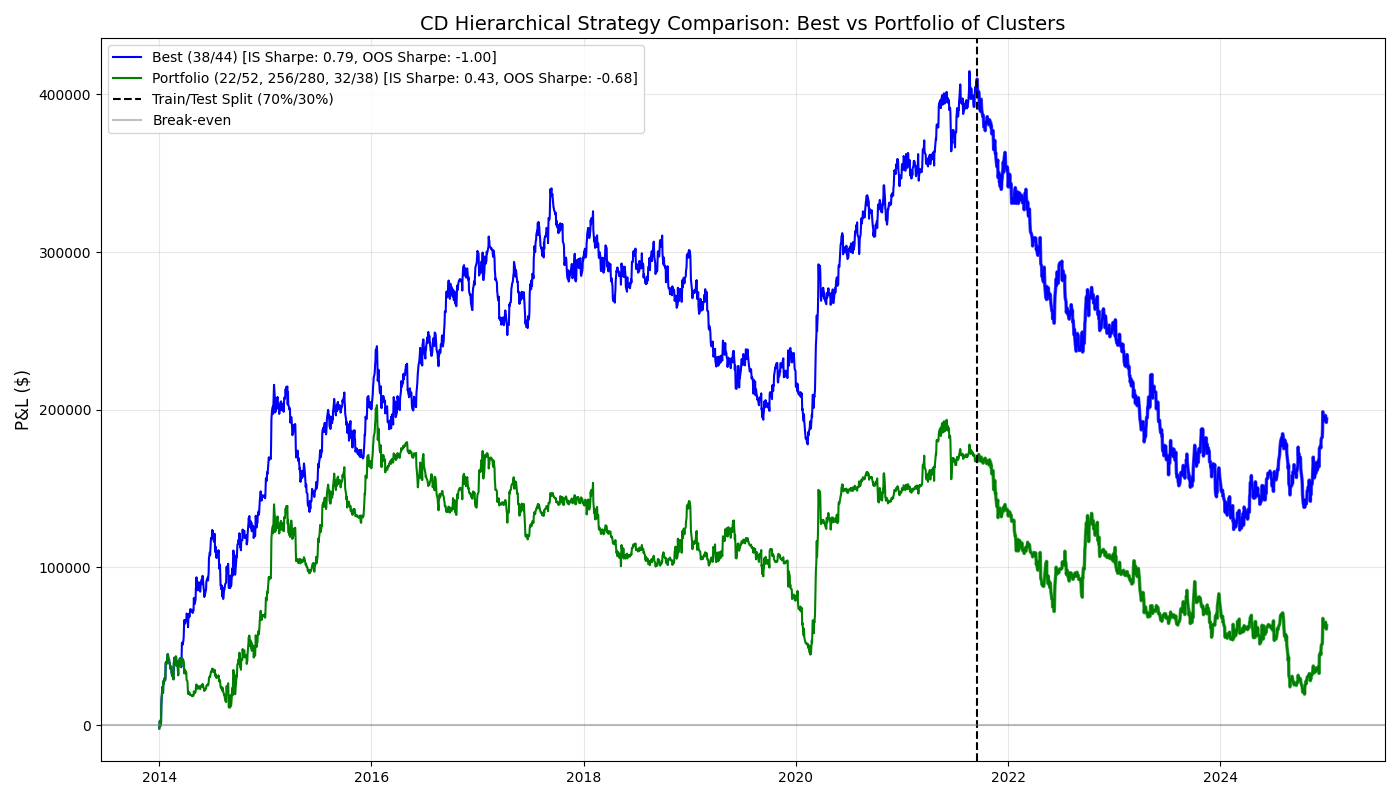 CD Hierarchical Strategy Comparison: Best vs Portfolio of Clusters
Best (38/44) [IS Sharpe: 0.79, OOS Sharpe: -1.00]
Portfolio (22/52, 256/280, 32/38) [IS Sharpe: 0.43, OOS Sharpe: -0.68]
Train/Test Split (70%/30%)
Break-even
P&L ($)
400000
300000
200000
100000
0
2014 2016 2018 2020 2022 2024